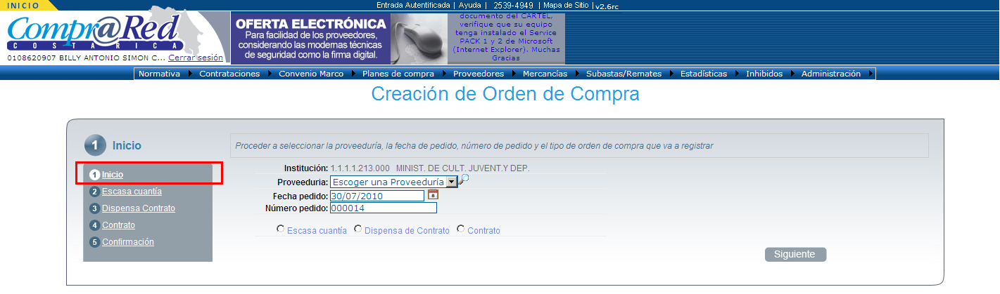 INICIO
Entrada Autentificada | Ayuda | 2539-4949 | Mapa de Sitio | v2.6rc
Compr@Red
COSTA RICA
0108620907 BILLY ANTONIO SIMON C... Cerrar sesión
OFERTA ELECTRÓNICA
Para facilidad de los proveedores,
considerando las modernas técnicas
de seguridad como la firma digital.
documento del CARTEL,
verifique que su equipo
tenga instalado el Service
PACK 1 y 2 de Microsoft
(Internet Explorer). Muchas
Gracias
Normativa Contrataciones Convenio Marco Planes de compra Proveedores Mercancías Subastas/Remates Estadísticas Inhibidos Administración
Creación de Orden de Compra
1 Inicio
1 Inicio
2 Escasa cuantía
3 Dispensa Contrato
4 Contrato
5 Confirmación
Proceder a seleccionar la proveeduría, la fecha de pedido, número de pedido y el tipo de orden de compra que va a registrar
Institución: 1.1.1.1.213.000 MINIST. DE CULT. JUVENT.Y DEP.
Proveeduria: Escoger una Proveeduría
Fecha pedido: 30/07/2010
Número pedido: 000014
Escasa cuantía Dispensa de Contrato Contrato
Siguiente